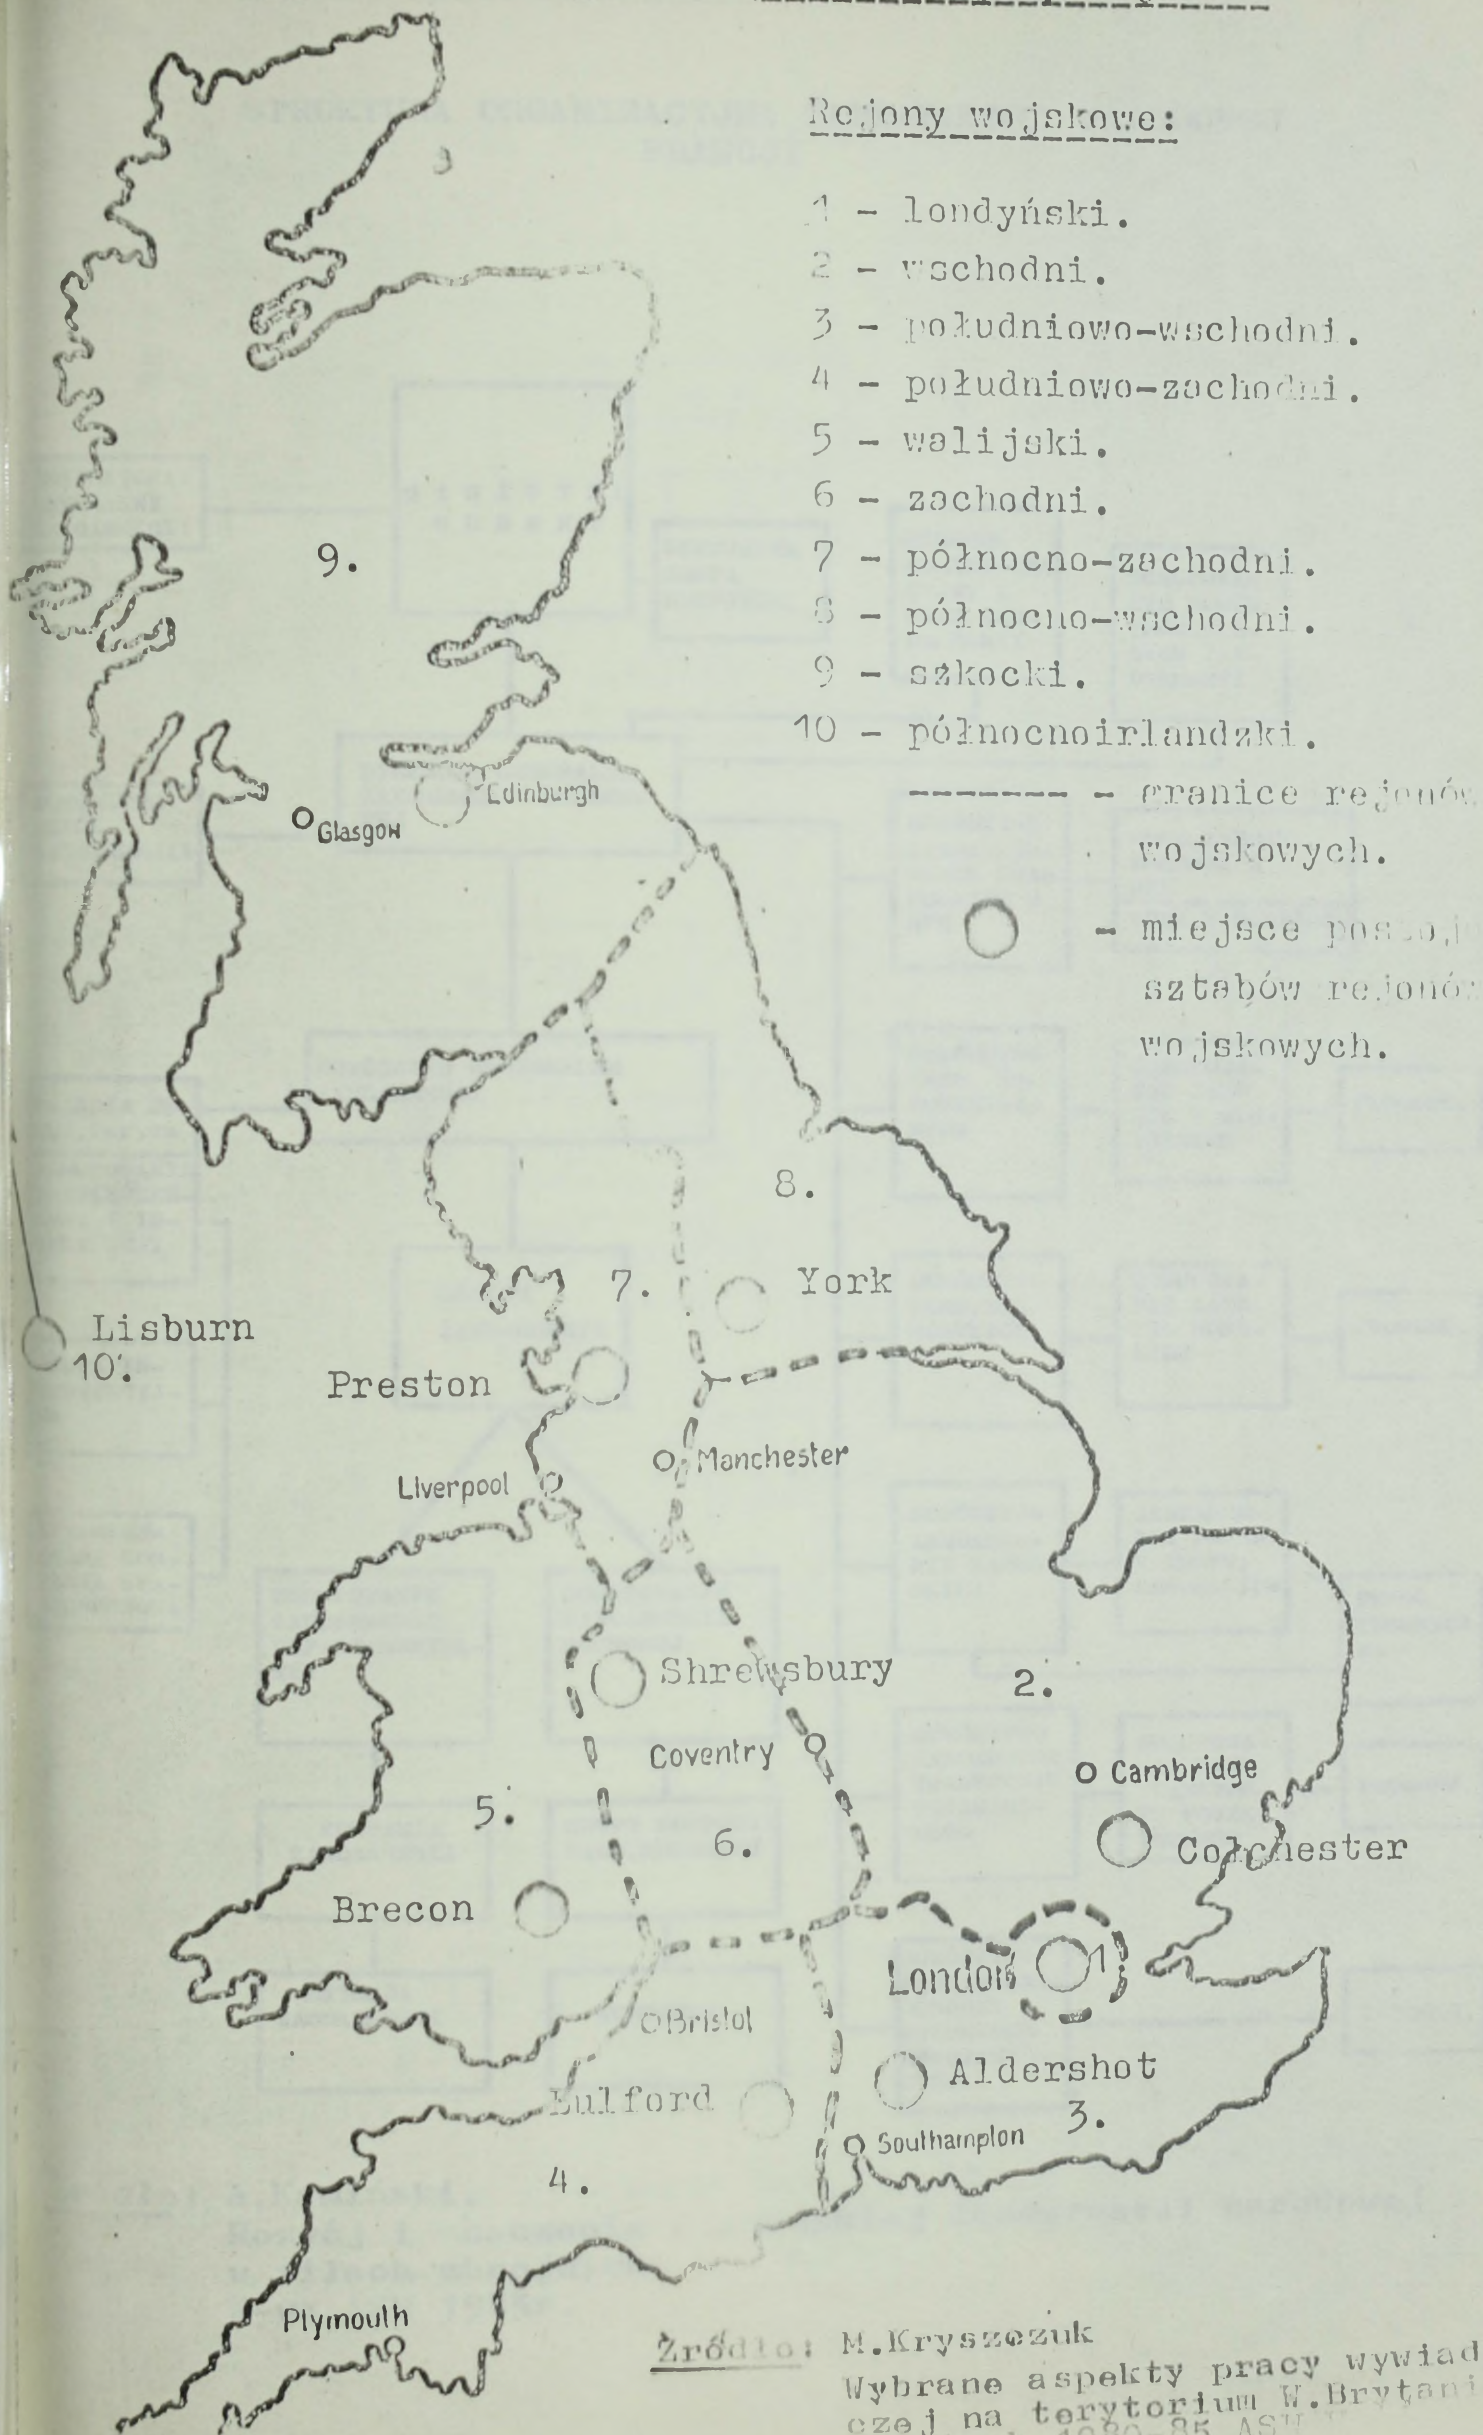 Rejony wojskowe:
1 - londyński.
2 - wschodni.
3 - południowo-wschodni.
4 - południowo-zachodni.
5 - walijski.
6 - zachodni.
7 - północno-zachodni.
8 - północno-wschodni.
9 - szkocki.
10 - północnoirlandzki.
------- - granice rejonów
wojskowych.
- miejsce
sztabów
wojskowych.
9.
Edinburgh
Glasgow
8.
7.
York
Lisburn
10.
Preston
Manchester
Liverpool
Shrewsbury
2.
Coventry
Cambridge
5.
6.
Colchester
Brecon
London
1
Bristol
Aldershot
Bulford
3.
Southampton
4.
Plymouth
Źródło: M.Kryszczuk
Wybrane aspekty pracy wywiad
czej na terytorium W.Brytani